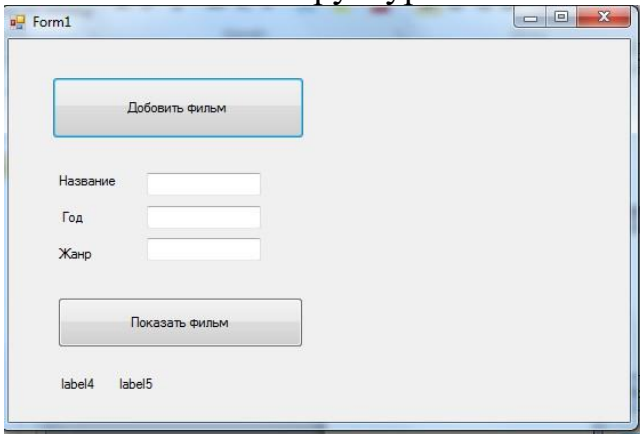 Form1
Добовить фильм
Название
Год
Жанр
Показать фильм
label4 label5